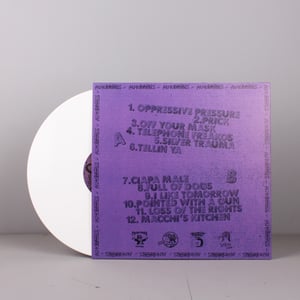 1. OPPRESSIVE PRESSURE
2. PRICK
3. OFF YOUR MASK
4. TELEPHONE FREAKOS
A
5. SILVER TRAUMA
6. TELLIN YA
7. CIAPA MALE
B
8. FULL OF DOGS
9. I LIKE TOMORROW
10. POINTED WITH A GUN
11. LOSS OF THE RIGHTS
12. MACCHI'S KITCHEN